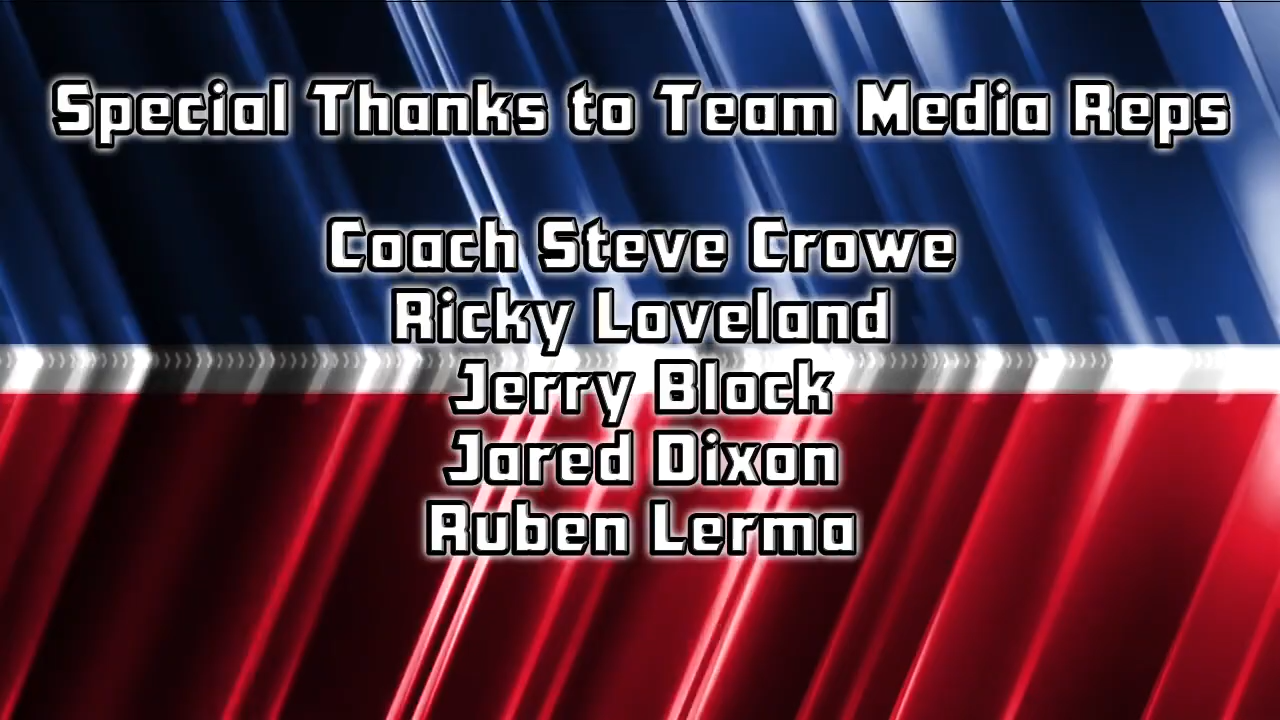 Special Thanks to Team Media Reps
Coach Steve Crowe
Ricky Loveland
Jerry Block
Jared Dixon
Ruben Lerma